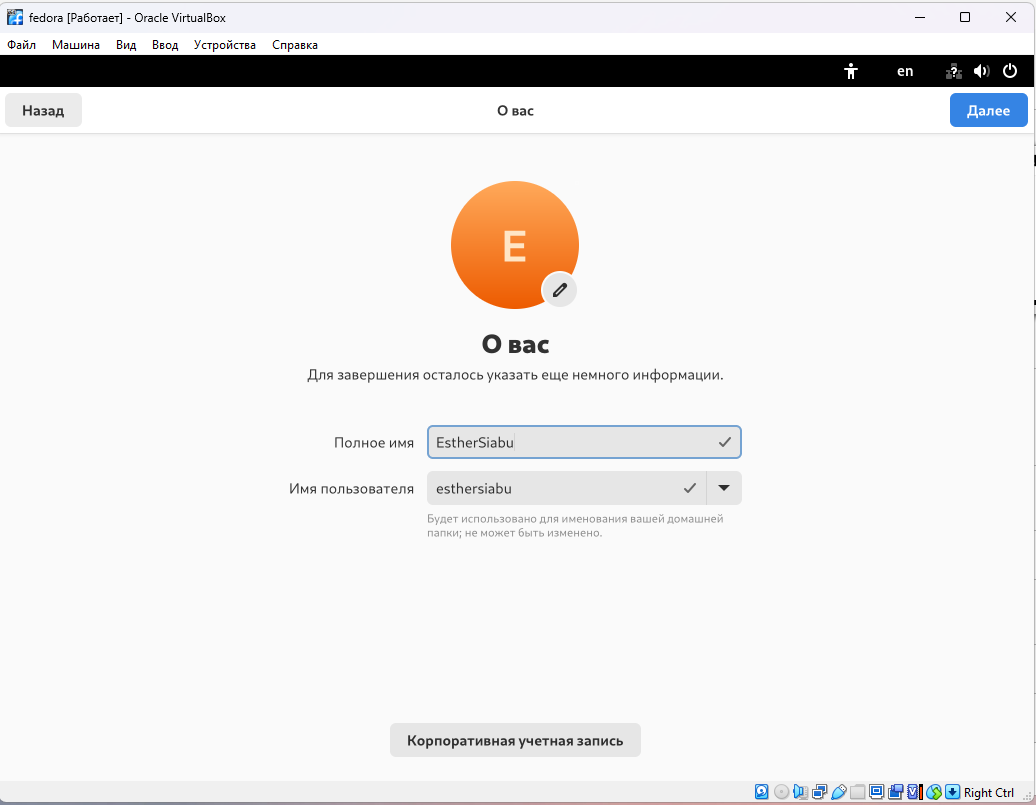 fedora [Работает] - Oracle VirtualBox
Файл Машина Вид Ввод Устройства Справка
en
Назад О вас Далее
E
О вас
Для завершения осталось указать еще немного информации.
Полное имя EstherSiabu
Имя пользователя esthersiabu
Будет использовано для именования вашей домашней
папки; не может быть изменено.
Корпоративная учетная запись
Right Ctrl